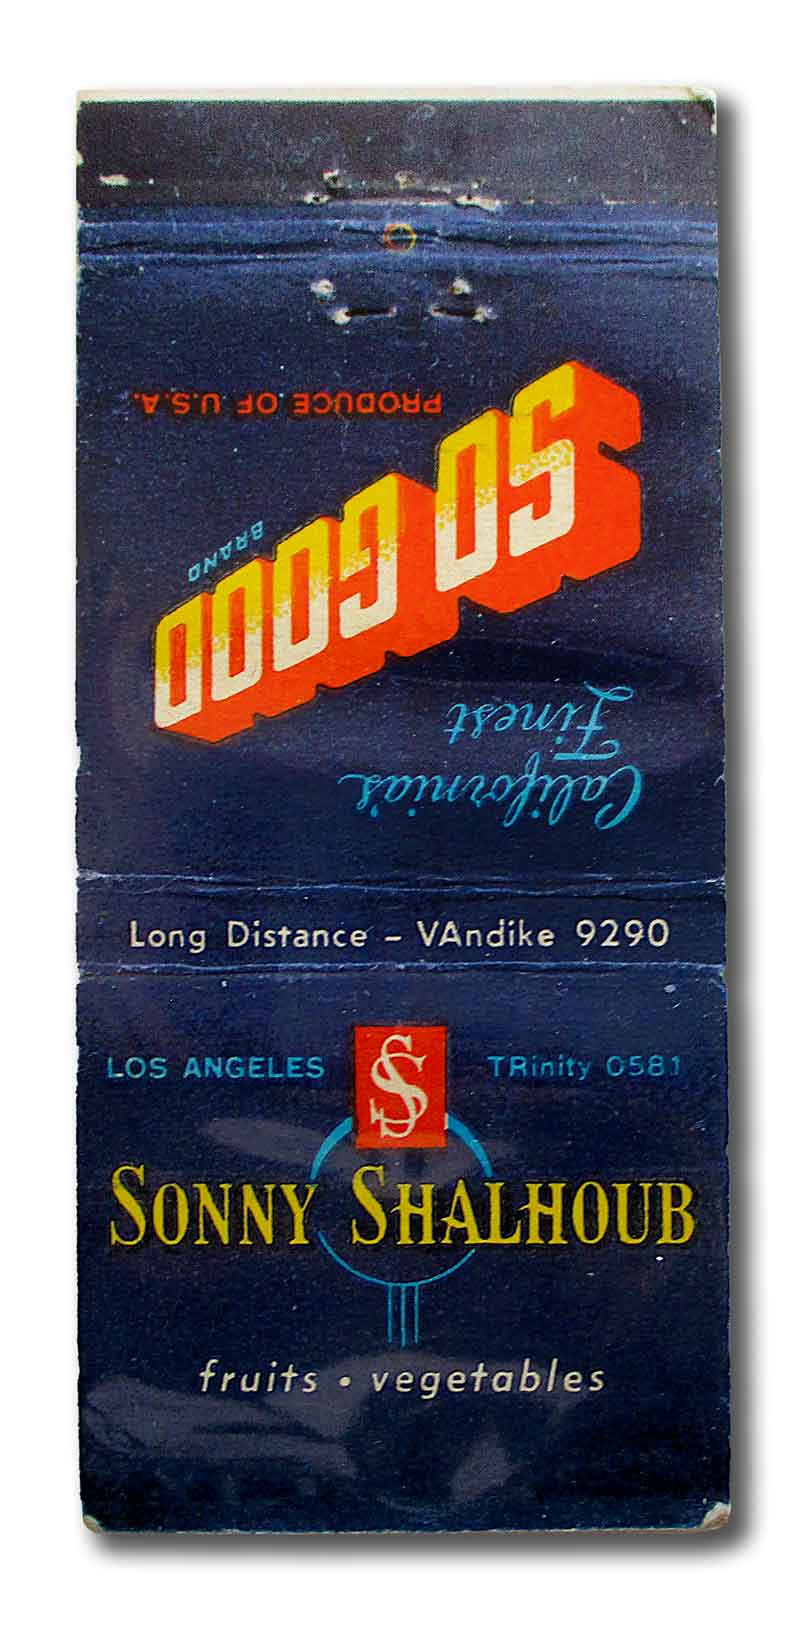 PRODUCE OF U.S.A.
SO GOOD
BRAND
California's
Finest
Long Distance – VAndike 9290
LOS ANGELES
SS
TRinity 0581
SONNY SHALHOUB
fruits • vegetables